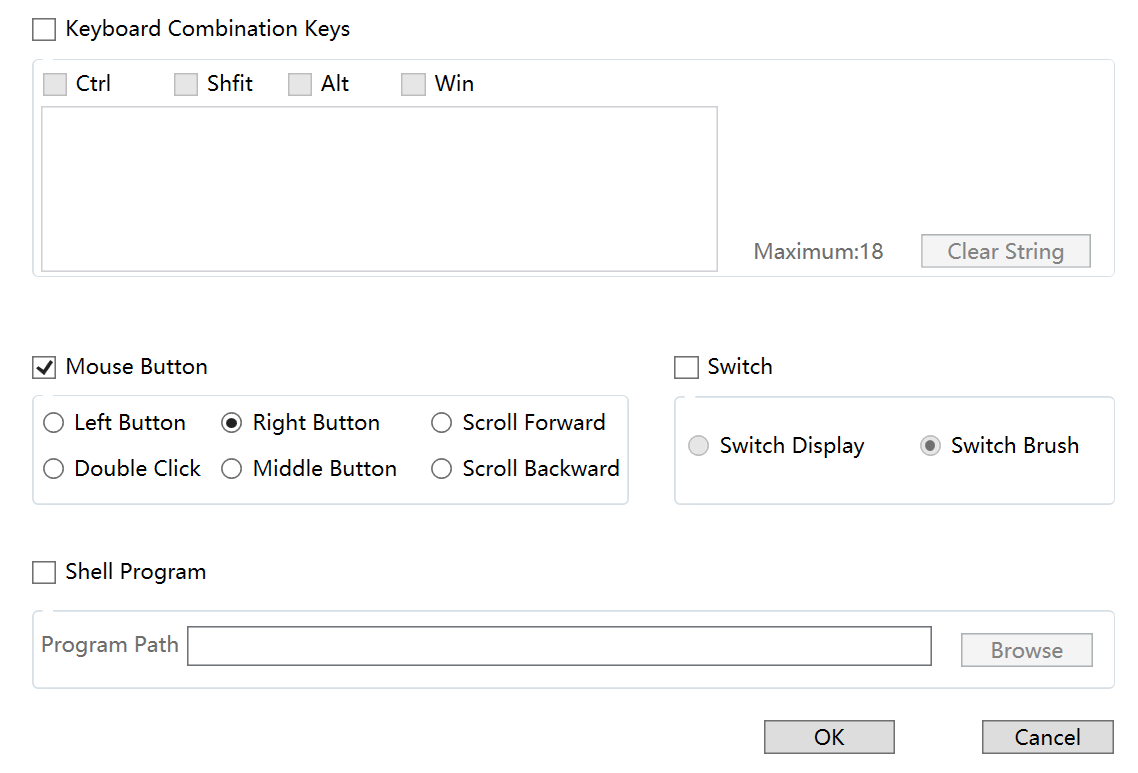 Keyboard Combination Keys
Ctrl Shfit Alt Win
Maximum:18 Clear String
Mouse Button Switch
Left Button Right Button Scroll Forward
Switch Display Switch Brush
Double Click Middle Button Scroll Backward
Shell Program
Program Path Browse
OK Cancel